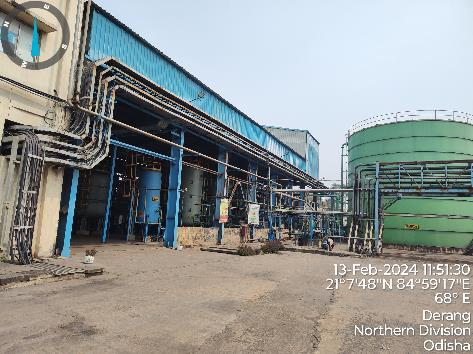 13-Feb-2024 11:51:30
21°7'48"N 84°59'17"E
68° E
Derang
Northern Division
Odisha